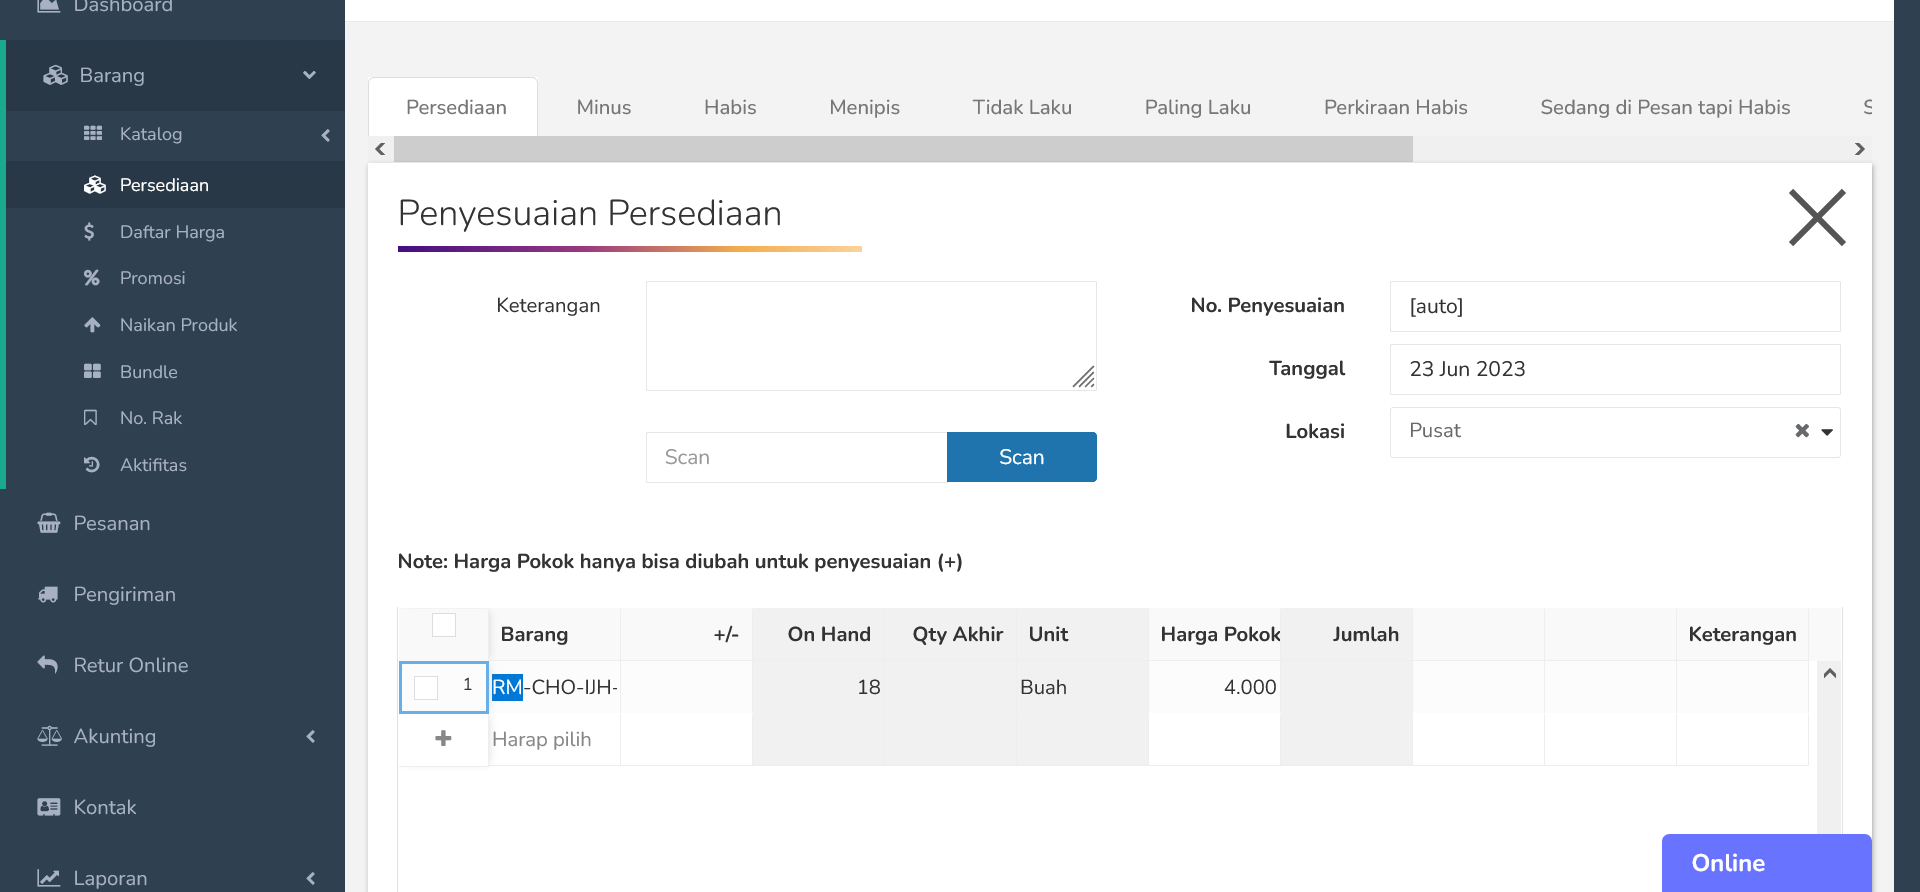 Dashboard
Barang
Katalog
Persediaan
Daftar Harga
Promosi
Naikan Produk
Bundle
No. Rak
Aktifitas
Pesanan
Pengiriman
Retur Online
Akunting
Kontak
Laporan
Persediaan Minus Habis Menipis Tidak Laku Paling Laku Perkiraan Habis Sedang di Pesan tapi Habis
Penyesuaian Persediaan
Keterangan
No. Penyesuaian [auto]
Tanggal 23 Jun 2023
Lokasi Pusat
Scan Scan
Note: Harga Pokok hanya bisa diubah untuk penyesuaian (+)
Barang +/- On Hand Qty Akhir Unit Harga Pokok Jumlah Keterangan
1 RM-CHO-IJH- 18 Buah 4.000
Harap pilih
Online